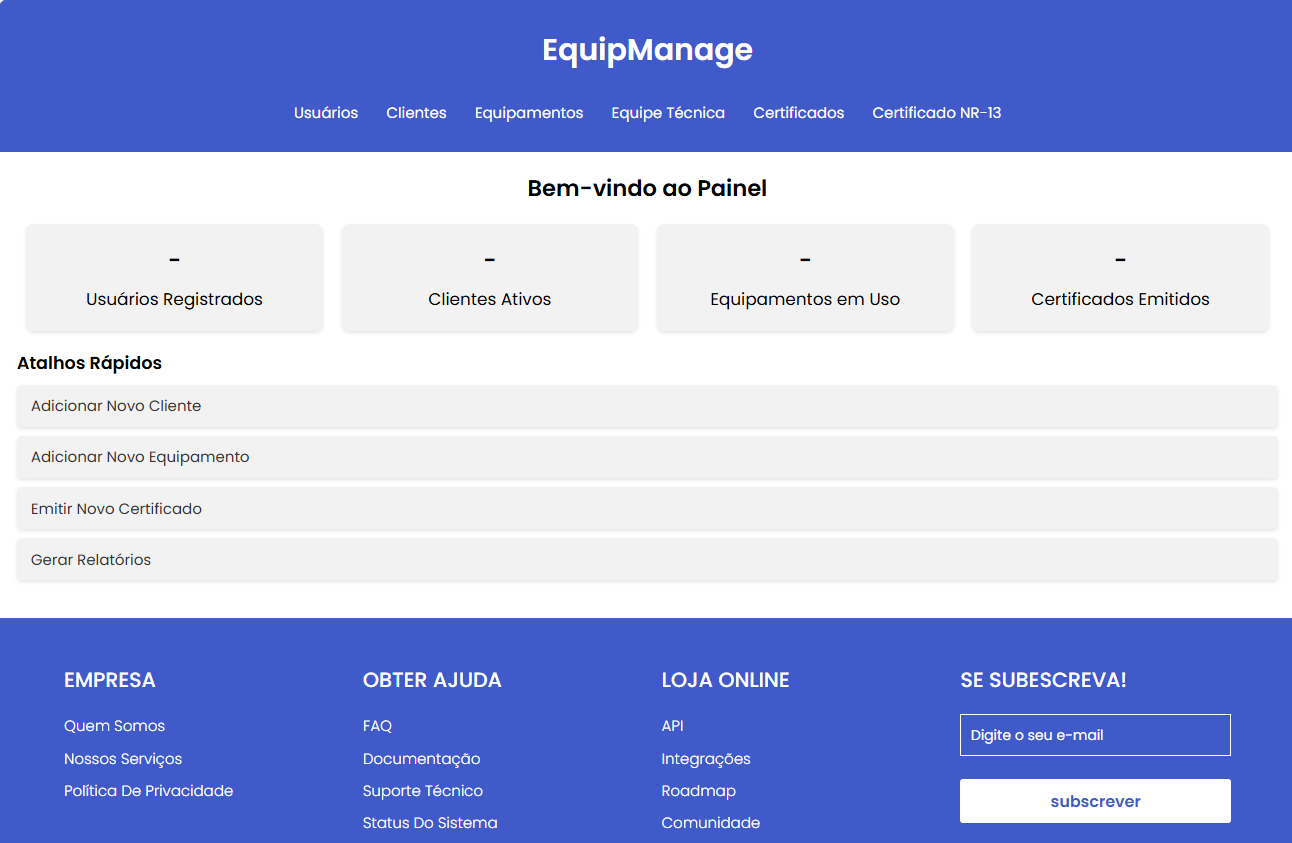 EquipManage
Usuários Clientes Equipamentos Equipe Técnica Certificados Certificado NR-13
Bem-vindo ao Painel
- - - -
Usuários Registrados Clientes Ativos Equipamentos em Uso Certificados Emitidos
Atalhos Rápidos
Adicionar Novo Cliente
Adicionar Novo Equipamento
Emitir Novo Certificado
Gerar Relatórios
EMPRESA
Quem Somos
Nossos Serviços
Política De Privacidade
OBTER AJUDA
FAQ
Documentação
Suporte Técnico
Status Do Sistema
LOJA ONLINE
API
Integrações
Roadmap
Comunidade
SE SUBESCREVA!
Digite o seu e-mail
subscrever